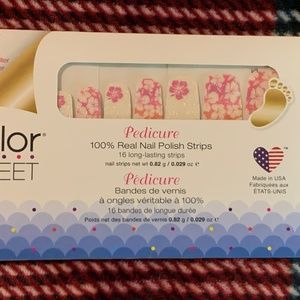 lor
EET
Pedicure
100% Real Nail Polish Strips
16 long-lasting strips
nail strips net wt 0.82 g / 0.029 oz ℮
Pédicure
Bandes de vernis
à ongles véritable à 100%
16 bandes de longue durée
Poids net des bandes de vernis 0.82 g / 0.029 oz ℮
Made in USA
Fabriquées aux
ÉTATS-UNIS